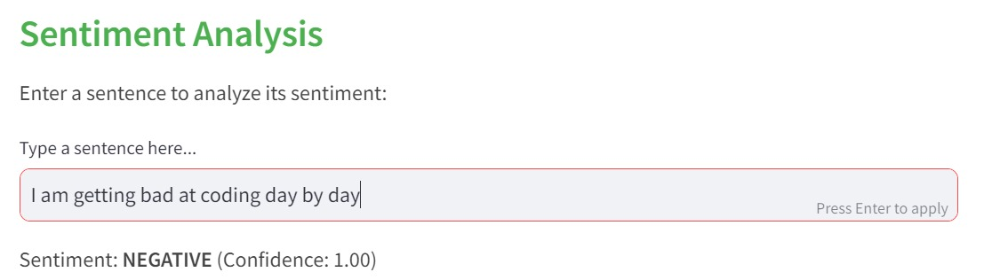 Sentiment Analysis
Enter a sentence to analyze its sentiment:
Type a sentence here...
I am getting bad at coding day by day
Press Enter to apply
Sentiment: NEGATIVE (Confidence: 1.00)